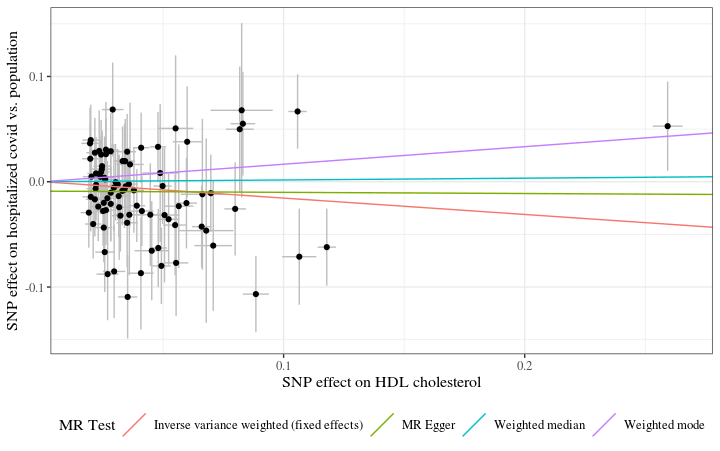 SNP effect on hospitalized covid vs. population
0.1
0.0
-0.1
0.1
0.2
SNP effect on HDL cholesterol
MR Test
Inverse variance weighted (fixed effects)
MR Egger
Weighted median
Weighted mode